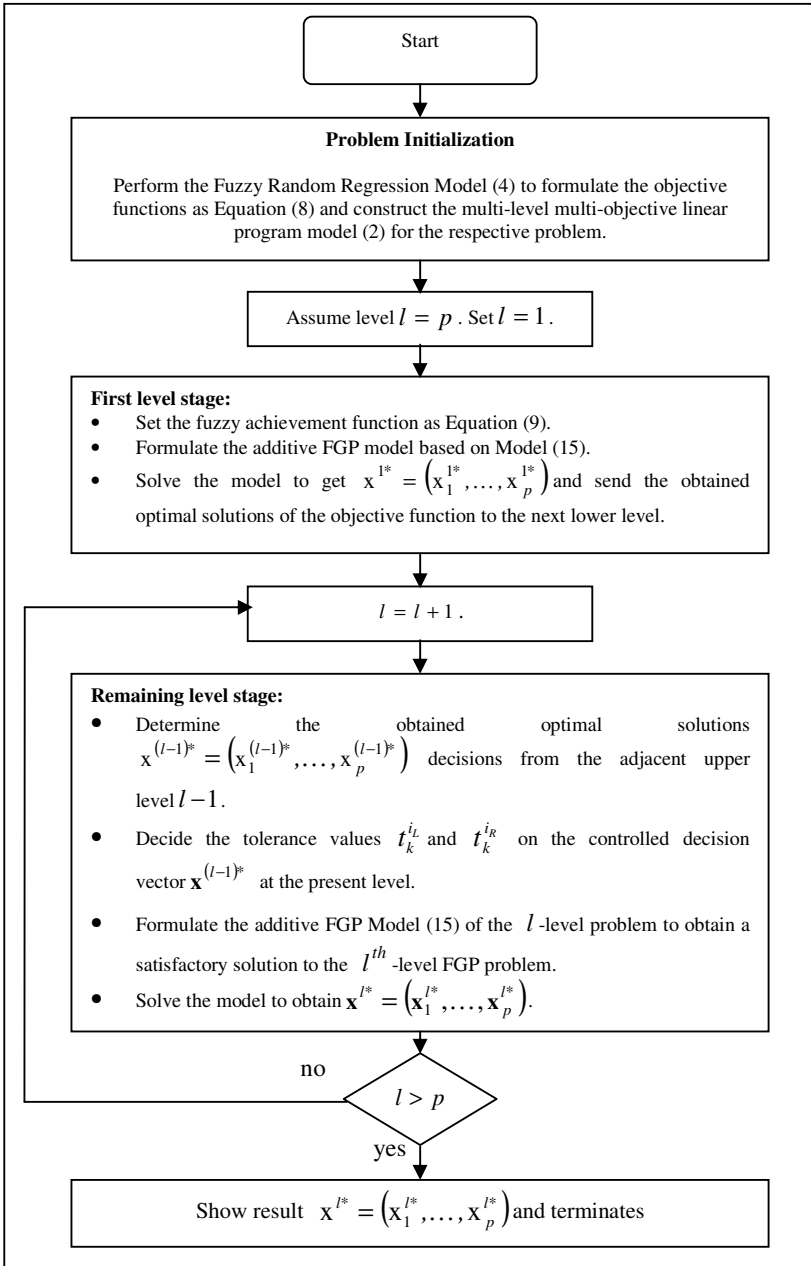 Start
Problem Initialization
Perform the Fuzzy Random Regression Model (4) to formulate the objective
functions as Equation (8) and construct the multi-level multi-objective linear
program model (2) for the respective problem.
Assume level l = p . Set l = 1 .
First level stage:
• Set the fuzzy achievement function as Equation (9).
• Formulate the additive FGP model based on Model (15).
• Solve the model to get x^{1*} = (x_1^{1*},..., x_p^{1*}) and send the obtained
optimal solutions of the objective function to the next lower level.
l = l + 1 .
Remaining level stage:
• Determine the obtained optimal solutions
x^{(l-1)*} = (x_1^{(l-1)*},..., x_p^{(l-1)*}) decisions from the adjacent upper
level l − 1 .
• Decide the tolerance values t_k^{i_L} and t_k^{i_R} on the controlled decision
vector x^{(l-1)*} at the present level.
• Formulate the additive FGP Model (15) of the l -level problem to obtain a
satisfactory solution to the l^{th} -level FGP problem.
• Solve the model to obtain x^{l*} = (x_1^{l*},..., x_p^{l*}).
no
l > p
yes
Show result x^{l*} = (x_1^{l*},..., x_p^{l*}) and terminates